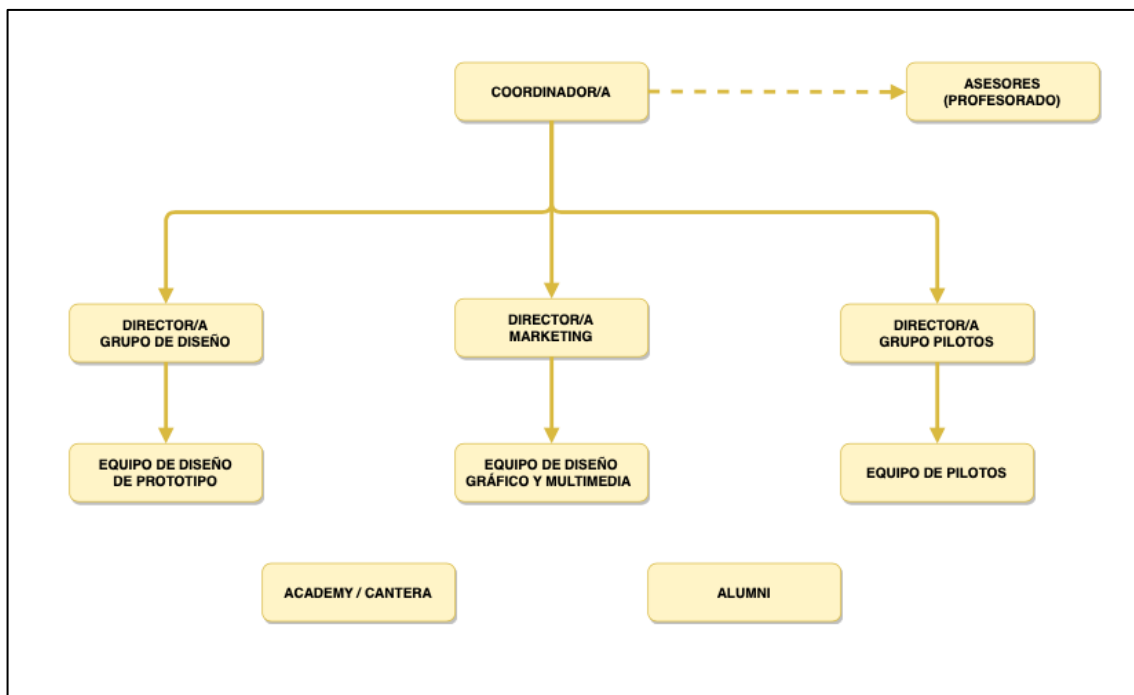 COORDINADOR/A
ASESORES
(PROFESORADO)
DIRECTOR/A
GRUPO DE DISEÑO
DIRECTOR/A
MARKETING
DIRECTOR/A
GRUPO PILOTOS
EQUIPO DE DISEÑO
DE PROTOTIPO
EQUIPO DE DISEÑO
GRÁFICO Y MULTIMEDIA
EQUIPO DE PILOTOS
ACADEMY / CANTERA
ALUMNI